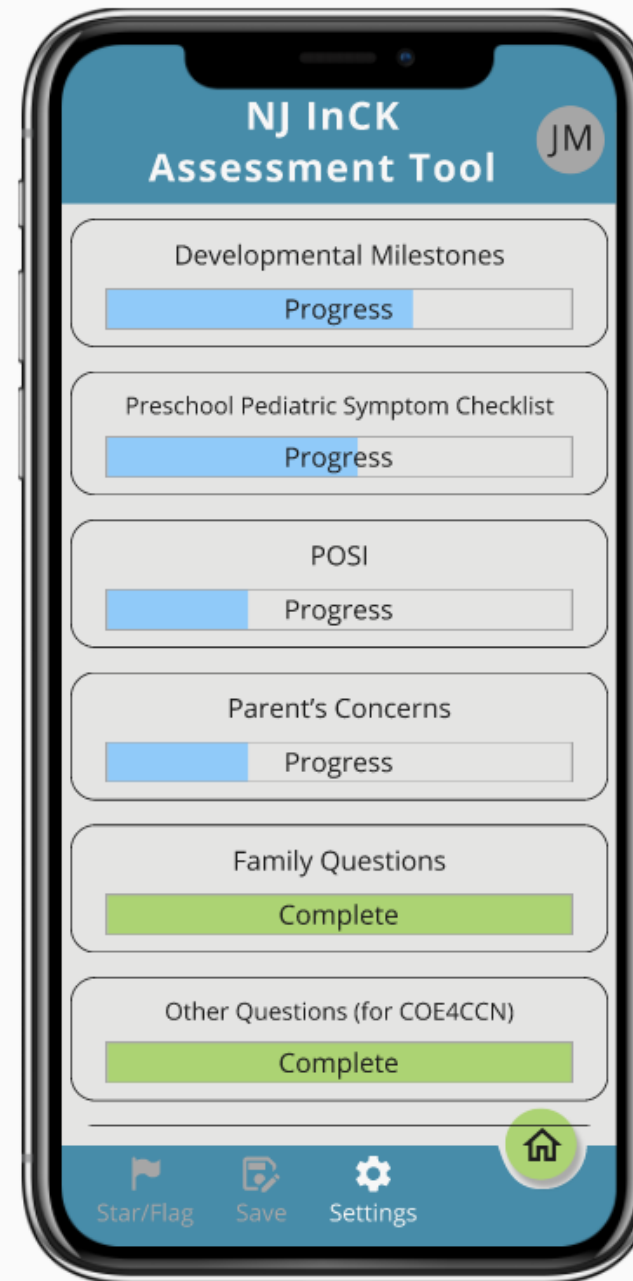 NJ InCK
Assessment Tool
JM
Developmental Milestones
Progress
Preschool Pediatric Symptom Checklist
Progress
POSI
Progress
Parent’s Concerns
Progress
Family Questions
Complete
Other Questions (for COE4CCN)
Complete
Star/Flag Save Settings